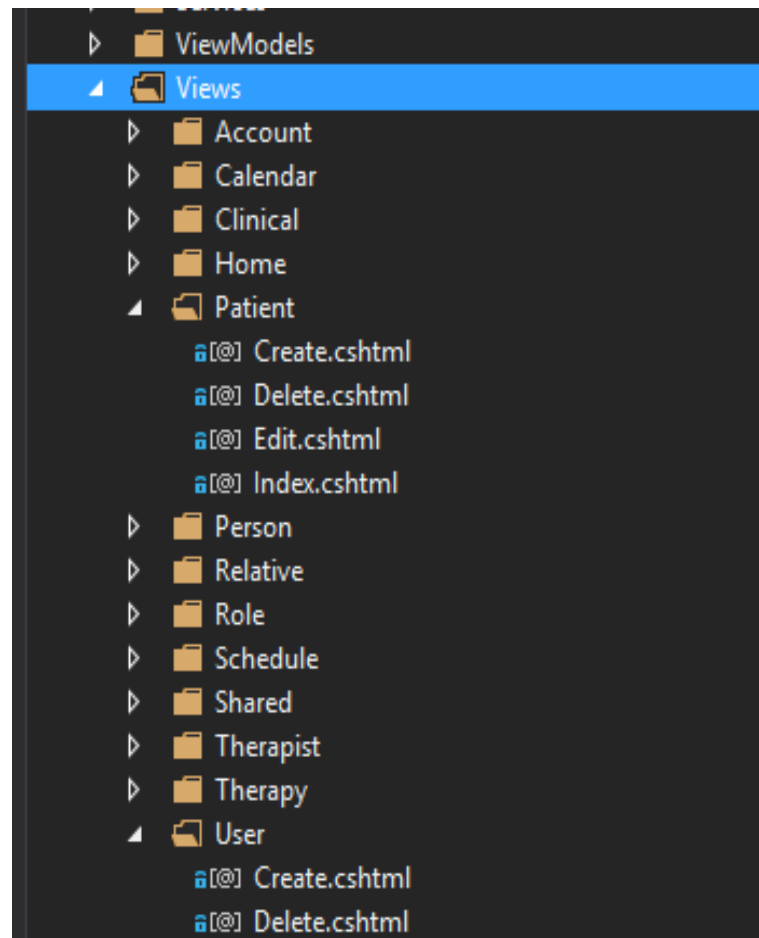 ViewModels
Views
Account
Calendar
Clinical
Home
Patient
[@] Create.cshtml
[@] Delete.cshtml
[@] Edit.cshtml
[@] Index.cshtml
Person
Relative
Role
Schedule
Shared
Therapist
Therapy
User
[@] Create.cshtml
[@] Delete.cshtml